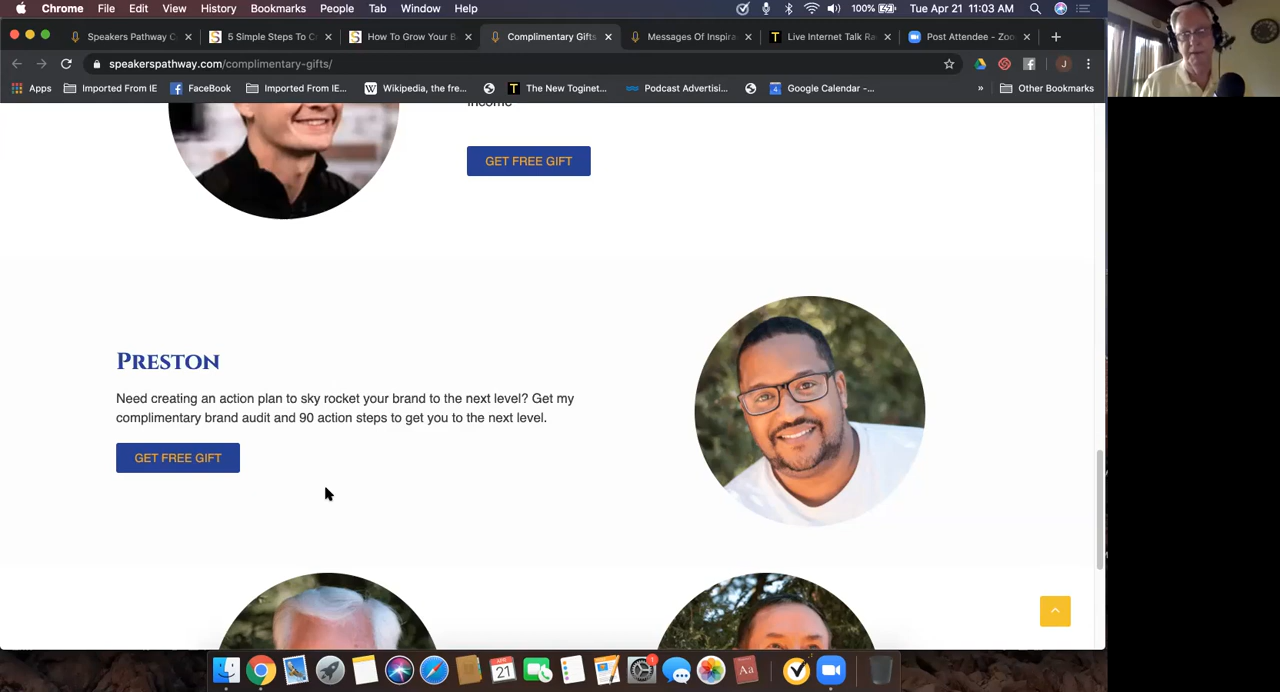 Chrome File Edit View History Bookmarks People Tab Window Help 100% Tue Apr 21 11:03 AM
Speakers Pathway C 5 Simple Steps To C How To Grow Your B Complimentary Gifts Messages Of Inspira Live Internet Talk Ra Post Attendee - Zoo
speakerspathway.com/complimentary-gifts/
Apps Imported From IE FaceBook Imported From IE... Wikipedia, the fre... The New Toginet... Podcast Advertisi... Google Calendar -... » Other Bookmarks
income
GET FREE GIFT
Preston
Need creating an action plan to sky rocket your brand to the next level? Get my
complimentary brand audit and 90 action steps to get you to the next level.
GET FREE GIFT